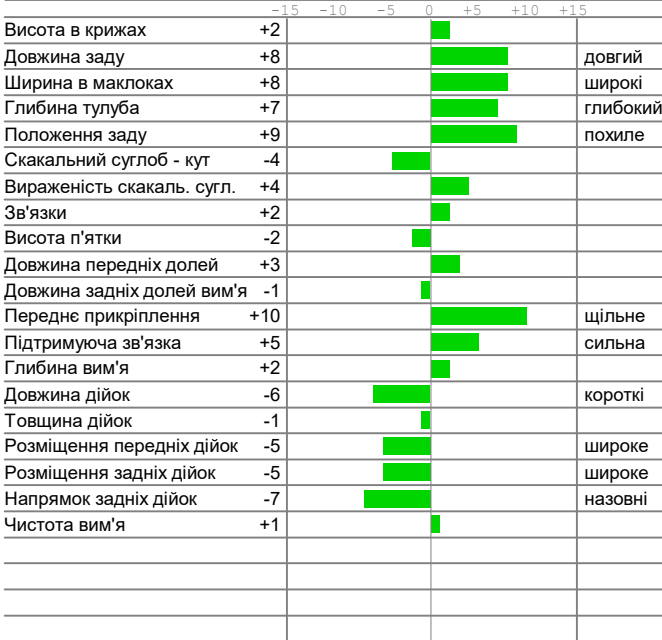 -15 -10 -5 0 +5 +10 +15
Висота в крижах +2
Довжина заду +8 довгий
Ширина в маклоках +8 широкі
Глибина тулуба +7 глибокий
Положення заду +9 похиле
Скакальний суглоб - кут -4
Вираженість скакаль. сугл. +4
Зв'язки +2
Висота п'ятки -2
Довжина передніх долей +3
Довжина задніх долей вим'я -1
Переднє прикріплення +10 щільне
Підтримуюча зв'язка +5 сильна
Глибина вим'я +2
Довжина дійок -6 короткі
Товщина дійок -1
Розміщення передніх дійок -5 широке
Розміщення задніх дійок -5 широке
Напрямок задніх дійок -7 назовні
Чистота вим'я +1